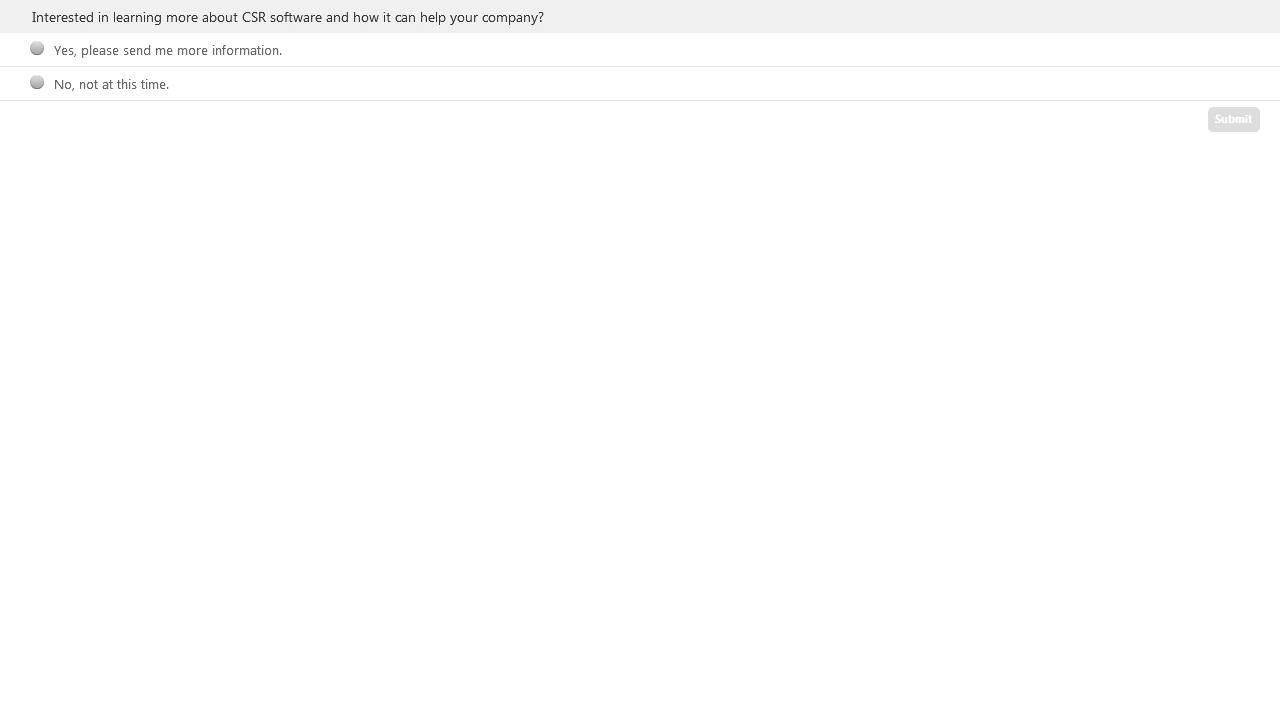 Interested in learning more about CSR software and how it can help your company?
Yes, please send me more information.
No, not at this time.
Submit